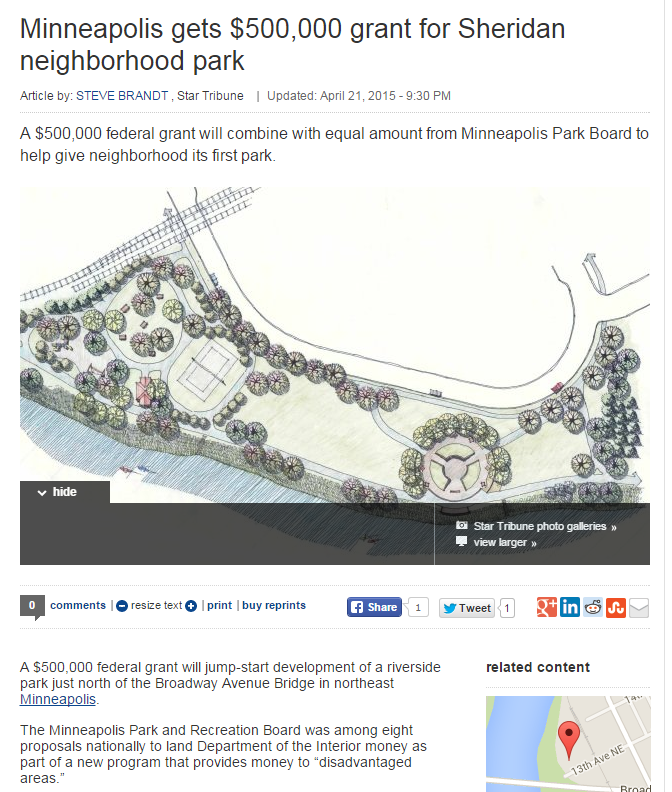 Minneapolis gets $500,000 grant for Sheridan
neighborhood park
Article by: STEVE BRANDT , Star Tribune | Updated: April 21, 2015 - 9:30 PM
A $500,000 federal grant will combine with equal amount from Minneapolis Park Board to
help give neighborhood its first park.
hide
Star Tribune photo galleries »
view larger »
0 comments | resize text | print | buy reprints
Share 1 Tweet 1
A $500,000 federal grant will jump-start development of a riverside
park just north of the Broadway Avenue Bridge in northeast
Minneapolis.
The Minneapolis Park and Recreation Board was among eight
proposals nationally to land Department of the Interior money as
part of a new program that provides money to “disadvantaged
areas.”
related content
13th Ave NE
Broad